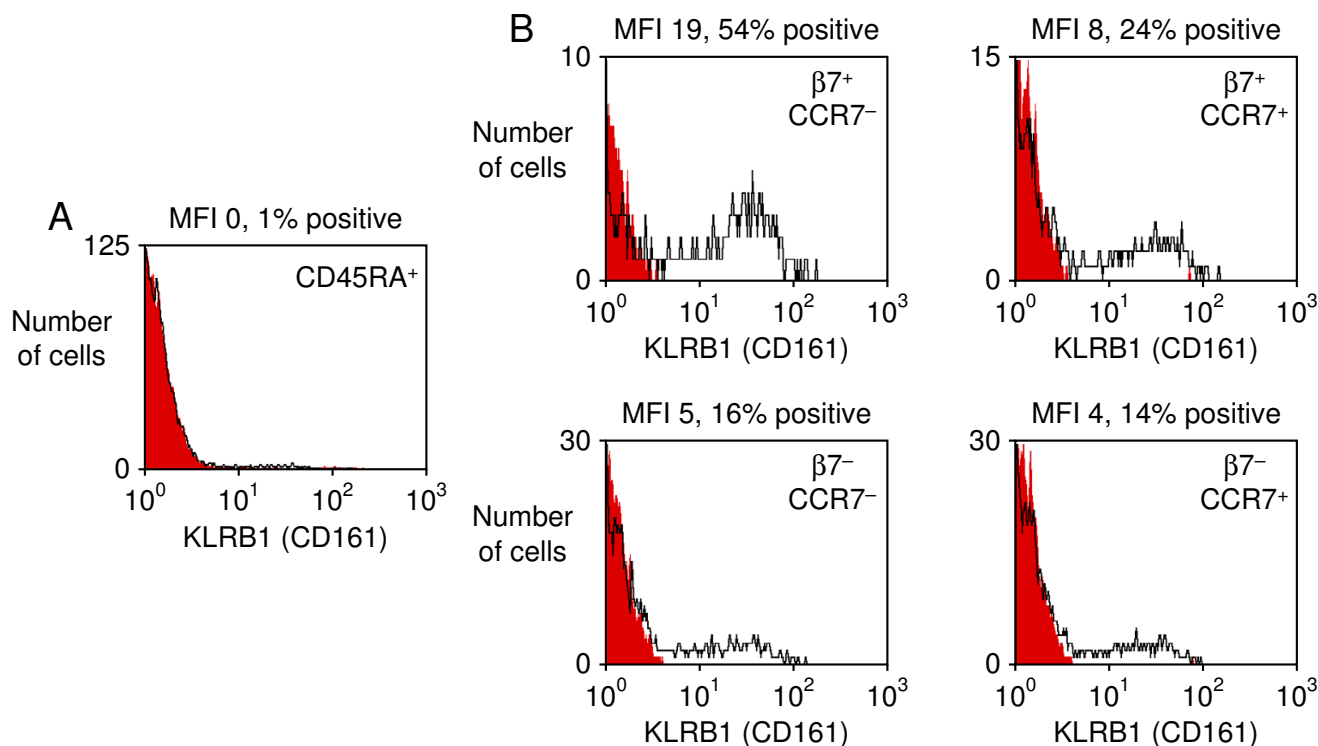 A
MFI 0, 1% positive
125
CD45RA⁺
Number
of cells
0
10⁰ 10¹ 10² 10³
KLRB1 (CD161)
B
MFI 19, 54% positive
10
β7⁺
CCR7⁻
Number
of cells
0
10⁰ 10¹ 10² 10³
KLRB1 (CD161)
MFI 8, 24% positive
15
β7⁺
CCR7⁺
0
10⁰ 10¹ 10² 10³
KLRB1 (CD161)
MFI 5, 16% positive
30
β7⁻
CCR7⁻
Number
of cells
0
10⁰ 10¹ 10² 10³
KLRB1 (CD161)
MFI 4, 14% positive
30
β7⁻
CCR7⁺
0
10⁰ 10¹ 10² 10³
KLRB1 (CD161)